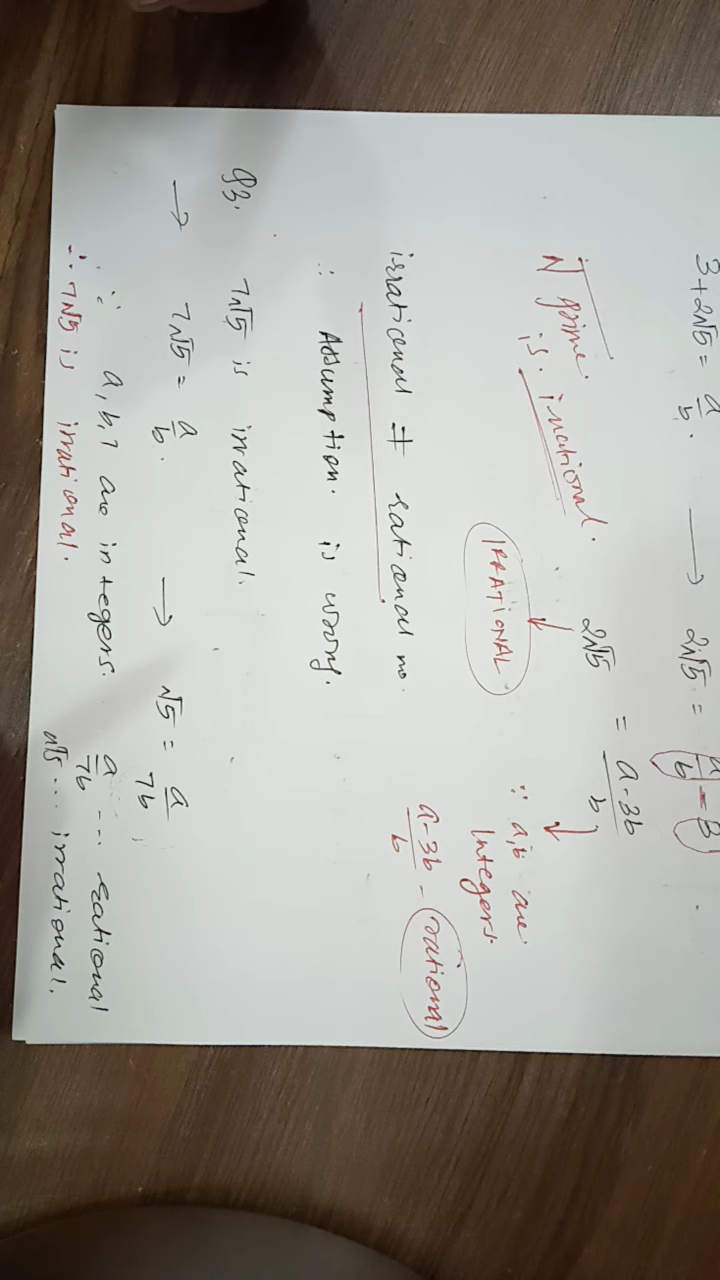 3+2√5 = a/b. → 2√5 = a/b - 3
√prime is. irrational.
2√5 = a-3b/b.
IRRATIONAL.
∵ a,b are Integers.
a-3b/b - rational
irrational ≠ rational no.
∴ Assumption. is wrong.
Q3. 7√5 is irrational.
→ 7√5 = a/b. → √5 = a/7b
∵ a,b,7 are integers. a/7b ... rational
√5 ... irrational.
∴ 7√5 is irrational.